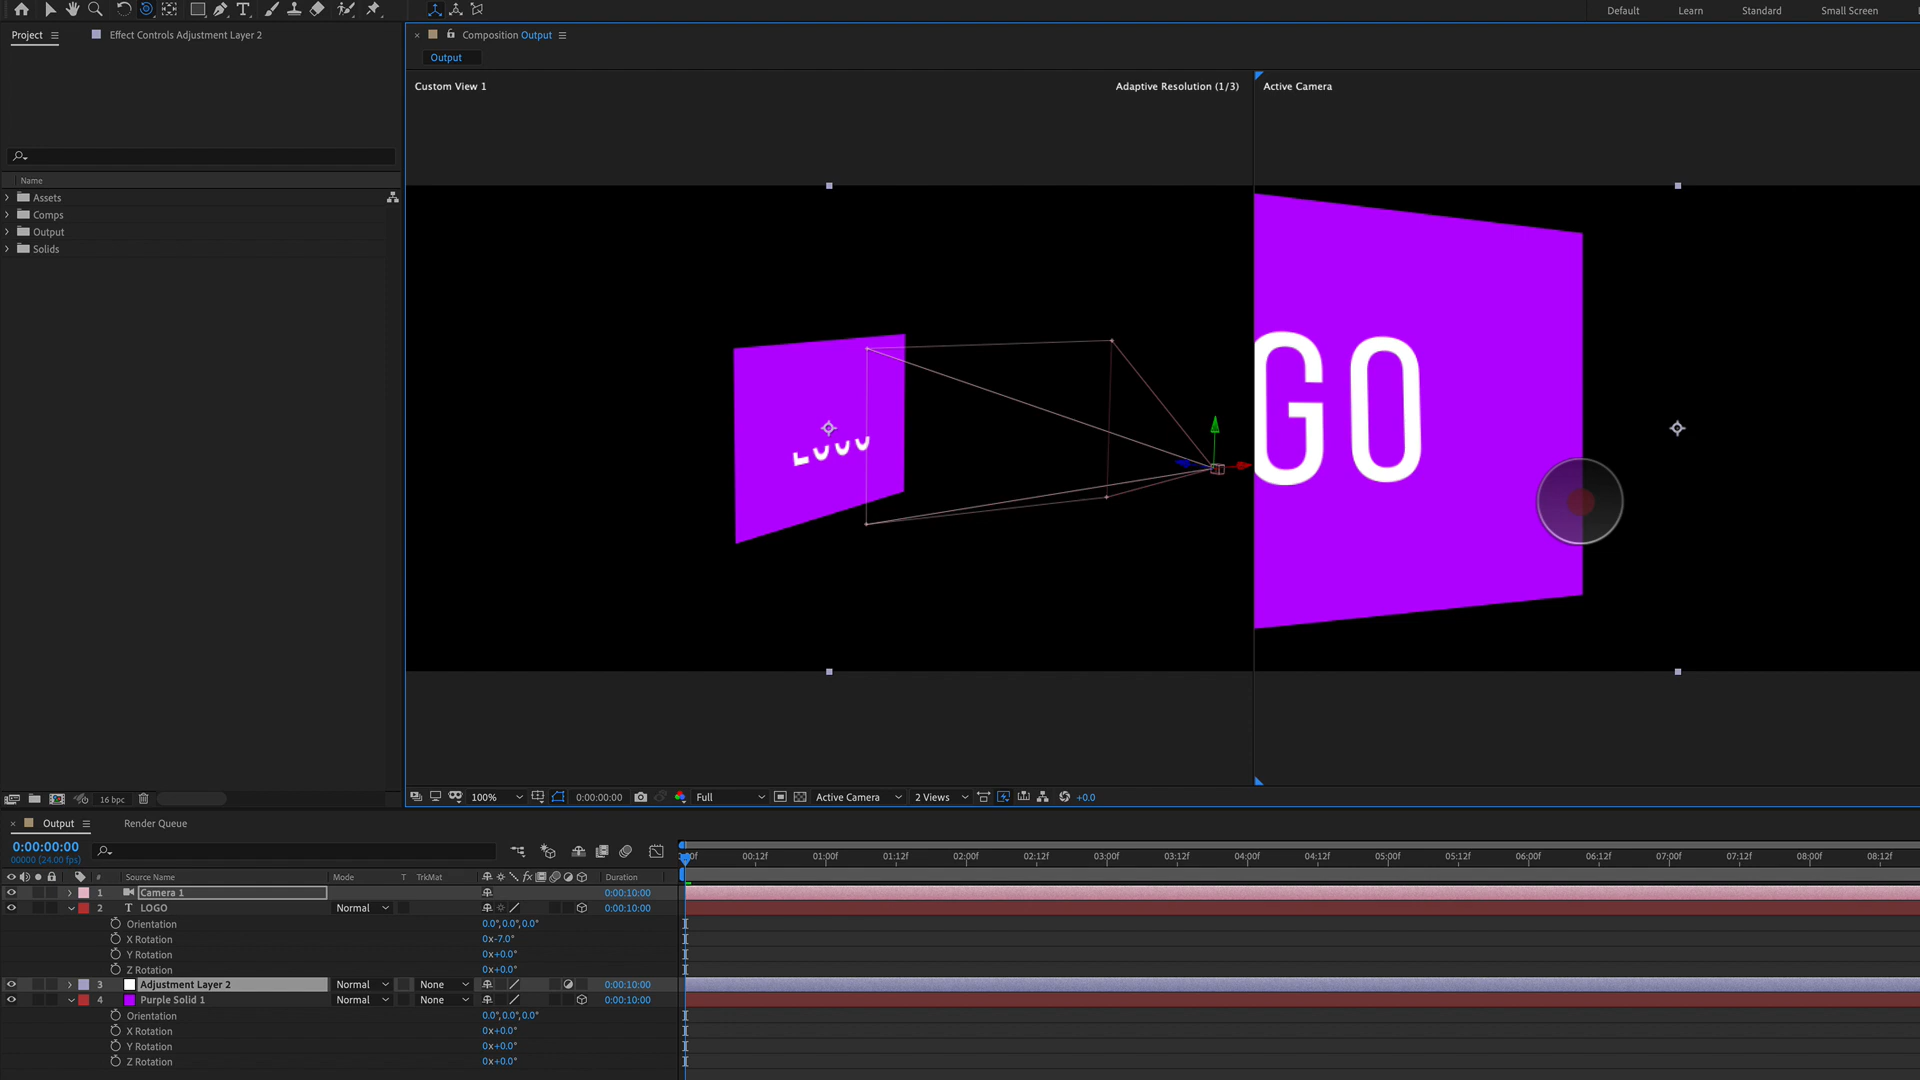 Default
Learn
Standard
Small Screen
Project
Effect Controls Adjustment Layer 2
Composition Output
Output
Custom View 1
Adaptive Resolution (1/3)
Active Camera
Name
Assets
Comps
Output
Solids
LOGO
GO
16 bpc
100%
0:00:00:00
Full
Active Camera
2 Views
+0.0
Output
Render Queue
0:00:00:00
00000 (24.00 fps)
00:12f
01:00f
01:12f
02:00f
02:12f
03:00f
03:12f
04:00f
04:12f
05:00f
05:12f
06:00f
06:12f
07:00f
07:12f
08:00f
08:12f
#
Source Name
Mode
T
TrkMat
fx
Duration
1
Camera 1
0:00:10:00
2
T
LOGO
Normal
0:00:10:00
Orientation
0.0°,0.0°,0.0°
X Rotation
0x-7.0°
Y Rotation
0x+0.0°
Z Rotation
0x+0.0°
3
Adjustment Layer 2
Normal
None
0:00:10:00
4
Purple Solid 1
Normal
None
0:00:10:00
Orientation
0.0°,0.0°,0.0°
X Rotation
0x+0.0°
Y Rotation
0x+0.0°
Z Rotation
0x+0.0°